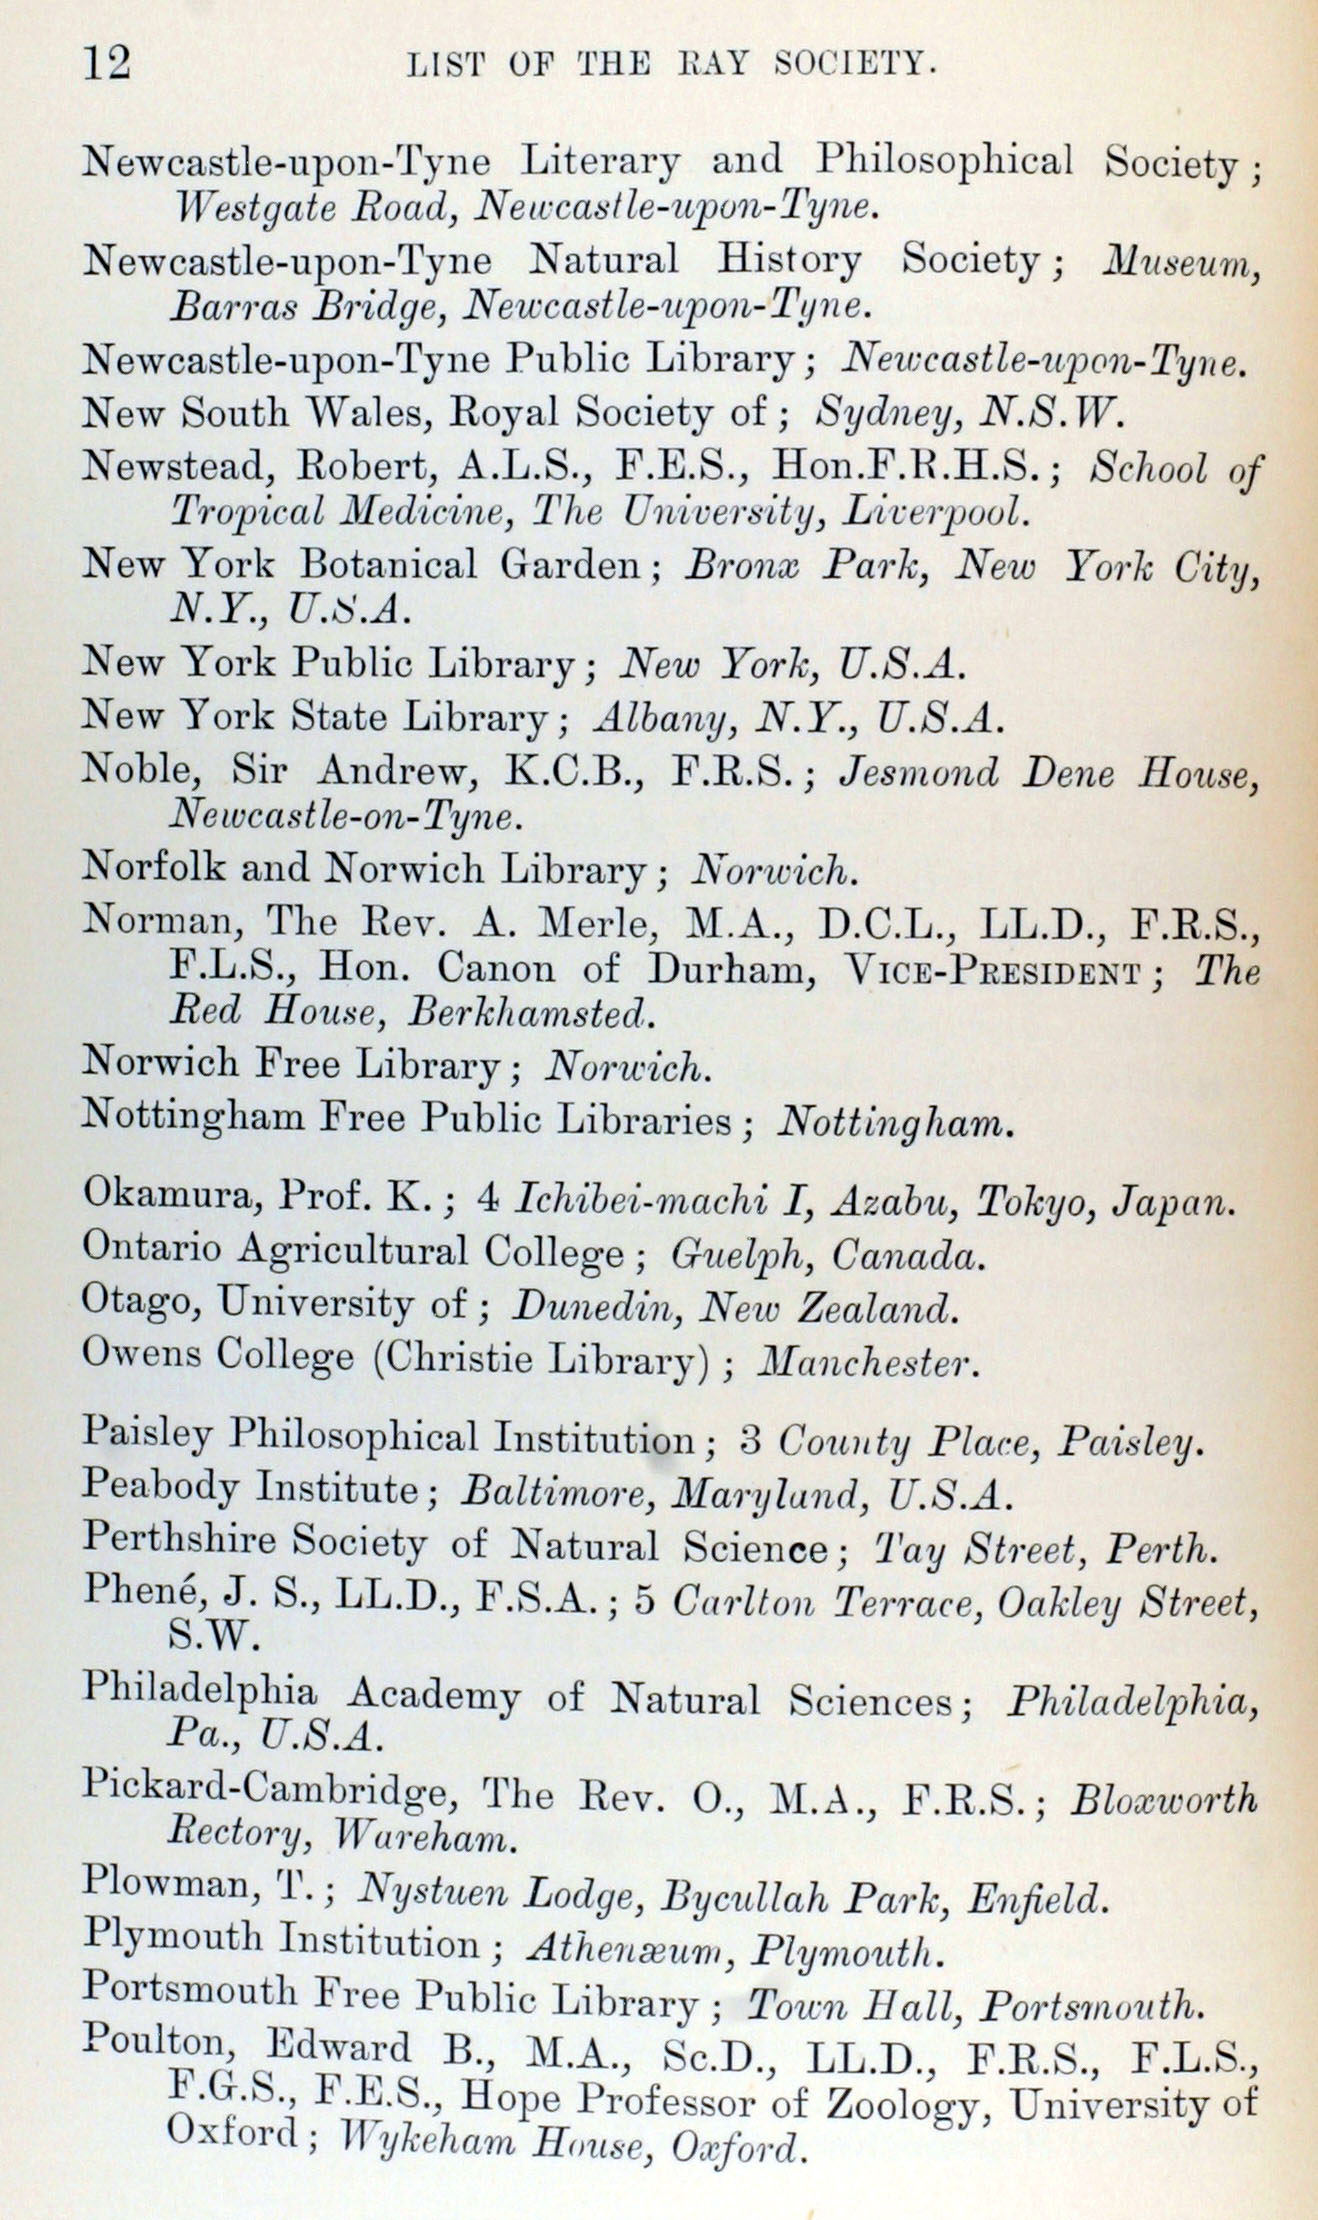 12 LIST OF THE RAY SOCIETY.
Newcastle-upon-Tyne Literary and Philosophical Society;
Westgate Road, Newcastle-upon-Tyne.
Newcastle-upon-Tyne Natural History Society; Museum,
Barras Bridge, Newcastle-upon-Tyne.
Newcastle-upon-Tyne Public Library; Newcastle-upon-Tyne.
New South Wales, Royal Society of; Sydney, N.S.W.
Newstead, Robert, A.L.S., F.E.S., Hon.F.R.H.S.; School of
Tropical Medicine, The University, Liverpool.
New York Botanical Garden; Bronx Park, New York City,
N.Y., U.S.A.
New York Public Library; New York, U.S.A.
New York State Library; Albany, N.Y., U.S.A.
Noble, Sir Andrew, K.C.B., F.R.S.; Jesmond Dene House,
Newcastle-on-Tyne.
Norfolk and Norwich Library; Norwich.
Norman, The Rev. A. Merle, M.A., D.C.L., LL.D., F.R.S.,
F.L.S., Hon. Canon of Durham, VICE-PRESIDENT; The
Red House, Berkhamsted.
Norwich Free Library; Norwich.
Nottingham Free Public Libraries; Nottingham.
Okamura, Prof. K.; 4 Ichibei-machi I, Azabu, Tokyo, Japan.
Ontario Agricultural College; Guelph, Canada.
Otago, University of; Dunedin, New Zealand.
Owens College (Christie Library); Manchester.
Paisley Philosophical Institution; 3 County Place, Paisley.
Peabody Institute; Baltimore, Maryland, U.S.A.
Perthshire Society of Natural Science; Tay Street, Perth.
Phené, J. S., LL.D., F.S.A.; 5 Carlton Terrace, Oakley Street,
S.W.
Philadelphia Academy of Natural Sciences; Philadelphia,
Pa., U.S.A.
Pickard-Cambridge, The Rev. O., M.A., F.R.S.; Bloxworth
Rectory, Wareham.
Plowman, T.; Nystuen Lodge, Bycullah Park, Enfield.
Plymouth Institution; Athenæum, Plymouth.
Portsmouth Free Public Library; Town Hall, Portsmouth.
Poulton, Edward B., M.A., Sc.D., LL.D., F.R.S., F.L.S.,
F.G.S., F.E.S., Hope Professor of Zoology, University of
Oxford; Wykeham House, Oxford.